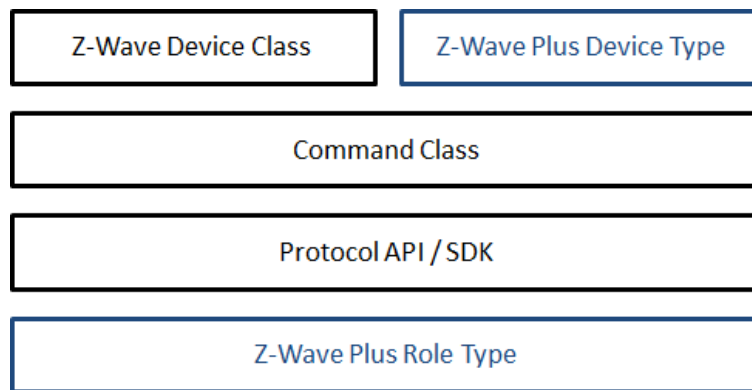 Z-Wave Device Class
Z-Wave Plus Device Type
Command Class
Protocol API / SDK
Z-Wave Plus Role Type